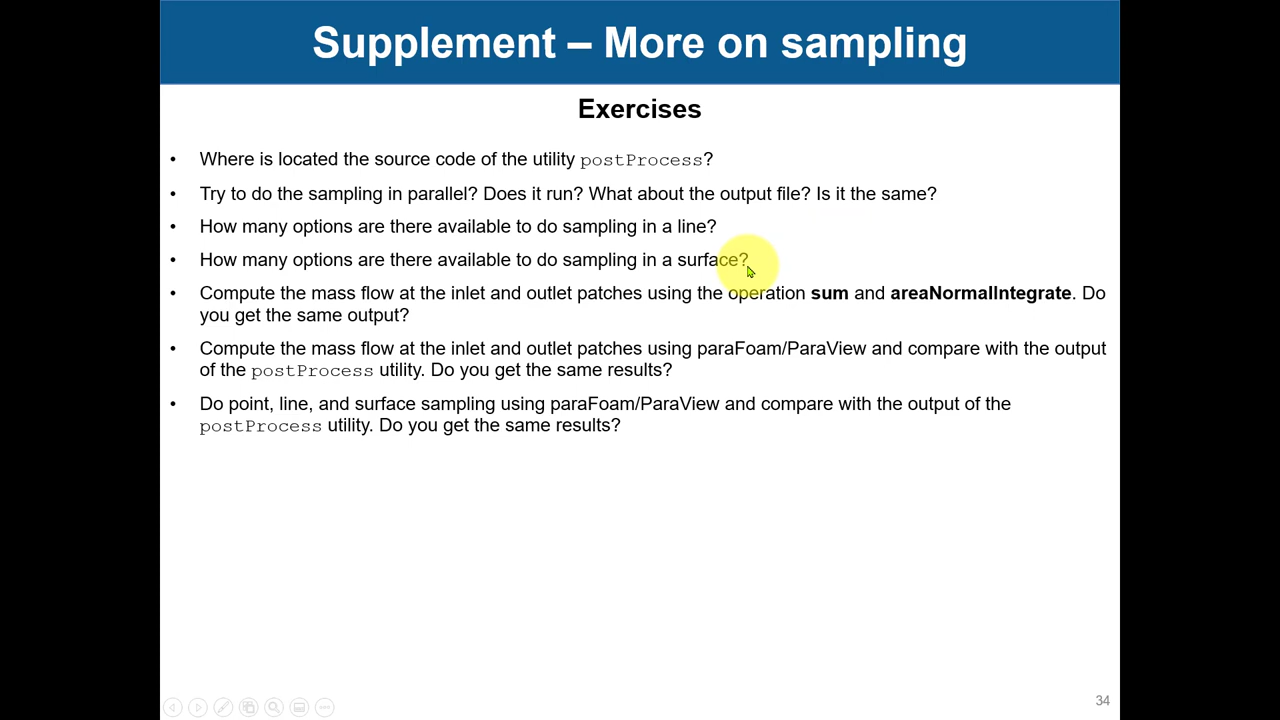 Supplement – More on sampling
Exercises
• Where is located the source code of the utility postProcess?
• Try to do the sampling in parallel? Does it run? What about the output file? Is it the same?
• How many options are there available to do sampling in a line?
• How many options are there available to do sampling in a surface?
• Compute the mass flow at the inlet and outlet patches using the operation sum and areaNormalIntegrate. Do
you get the same output?
• Compute the mass flow at the inlet and outlet patches using paraFoam/ParaView and compare with the output
of the postProcess utility. Do you get the same results?
• Do point, line, and surface sampling using paraFoam/ParaView and compare with the output of the
postProcess utility. Do you get the same results?
34